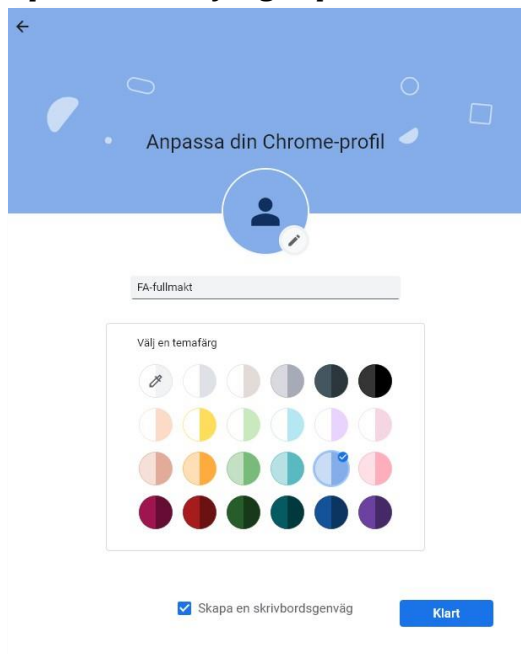 Anpassa din Chrome-profil
FA-fullmakt
Välj en temafärg
Skapa en skrivbordsgenväg
Klart